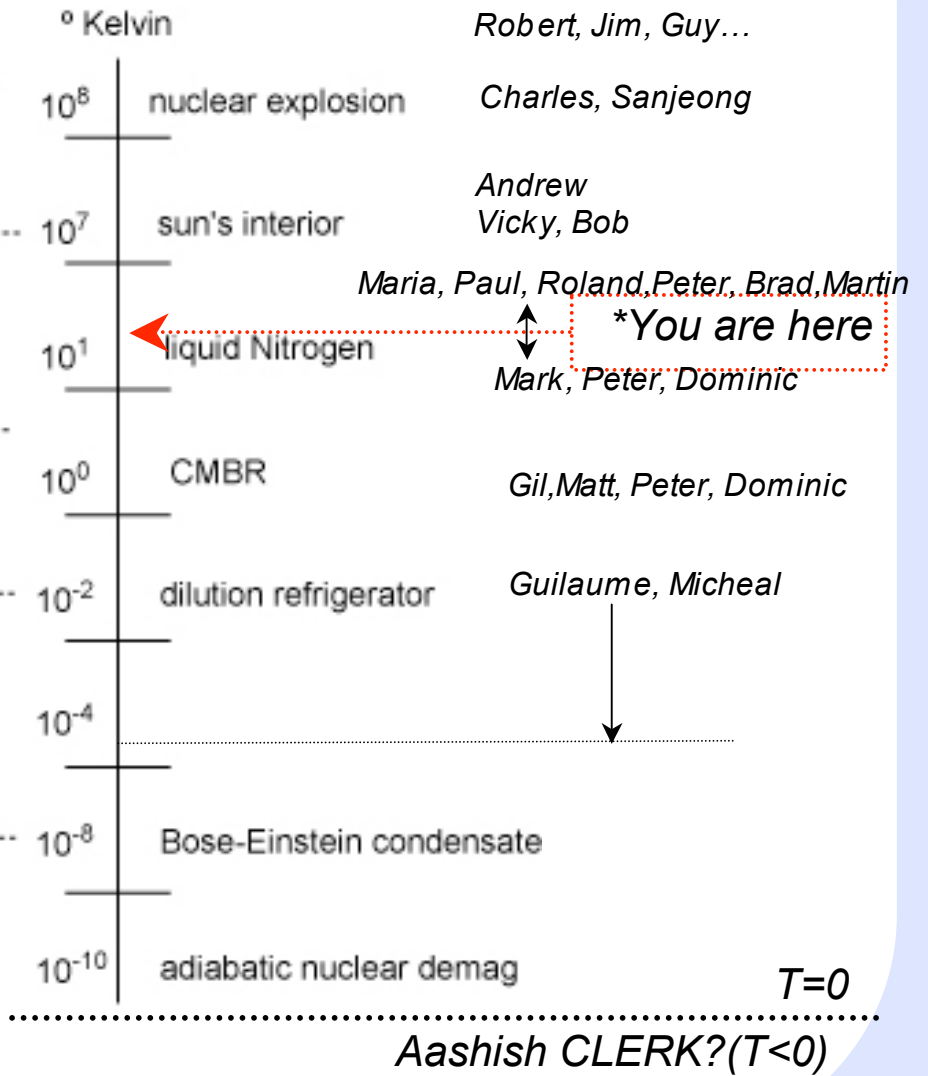 º Kelvin Robert, Jim, Guy…
10⁸ nuclear explosion Charles, Sanjeong
Andrew
10⁷ sun's interior Vicky, Bob
Maria, Paul, Roland,Peter, Brad,Martin
*You are here
10¹ liquid Nitrogen
Mark, Peter, Dominic
10⁰ CMBR Gil,Matt, Peter, Dominic
10⁻² dilution refrigerator Guilaume, Micheal
10⁻⁴
10⁻⁸ Bose-Einstein condensate
10⁻¹⁰ adiabatic nuclear demag
T=0
Aashish CLERK?(T<0)